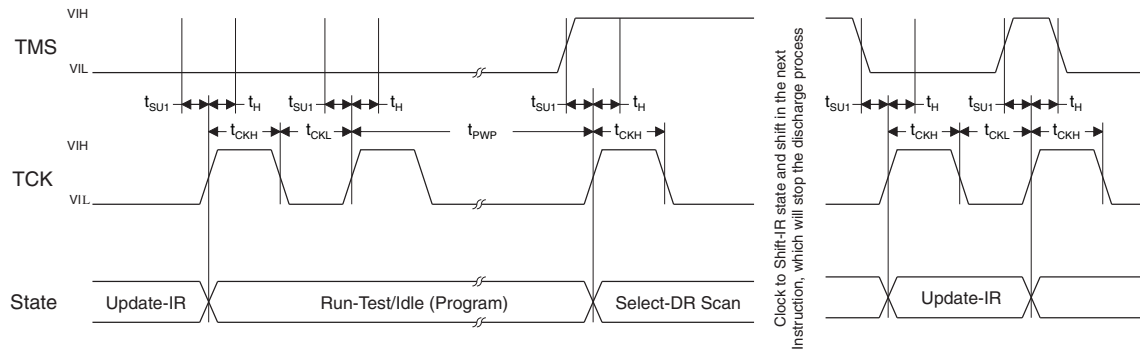 VIH
TMS
VIL
tSU1 tH tSU1 tH tSU1 tH tSU1 tH tSU1 tH
tCKH tCKL tPWP tCKH tCKH tCKL tCKH
VIH
TCK
VIL
State
Update-IR Run-Test/Idle (Program) Select-DR Scan Update-IR
Clock to Shift-IR state and shift in the next
Instruction, which will stop the discharge process